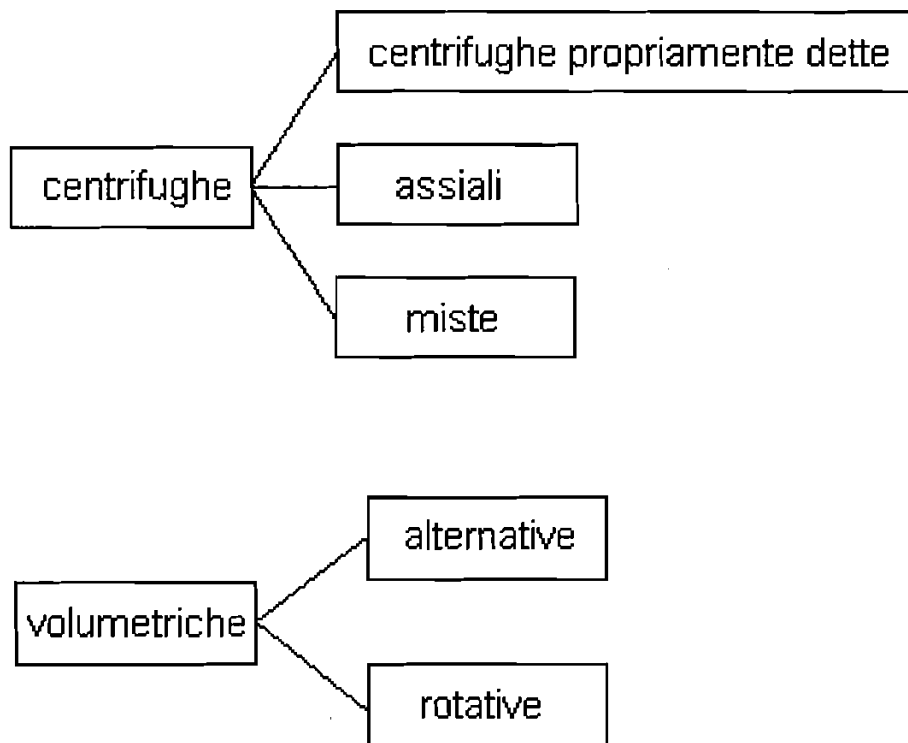 centrifughe propriamente dette
centrifughe
assiali
miste
alternative
volumetriche
rotative